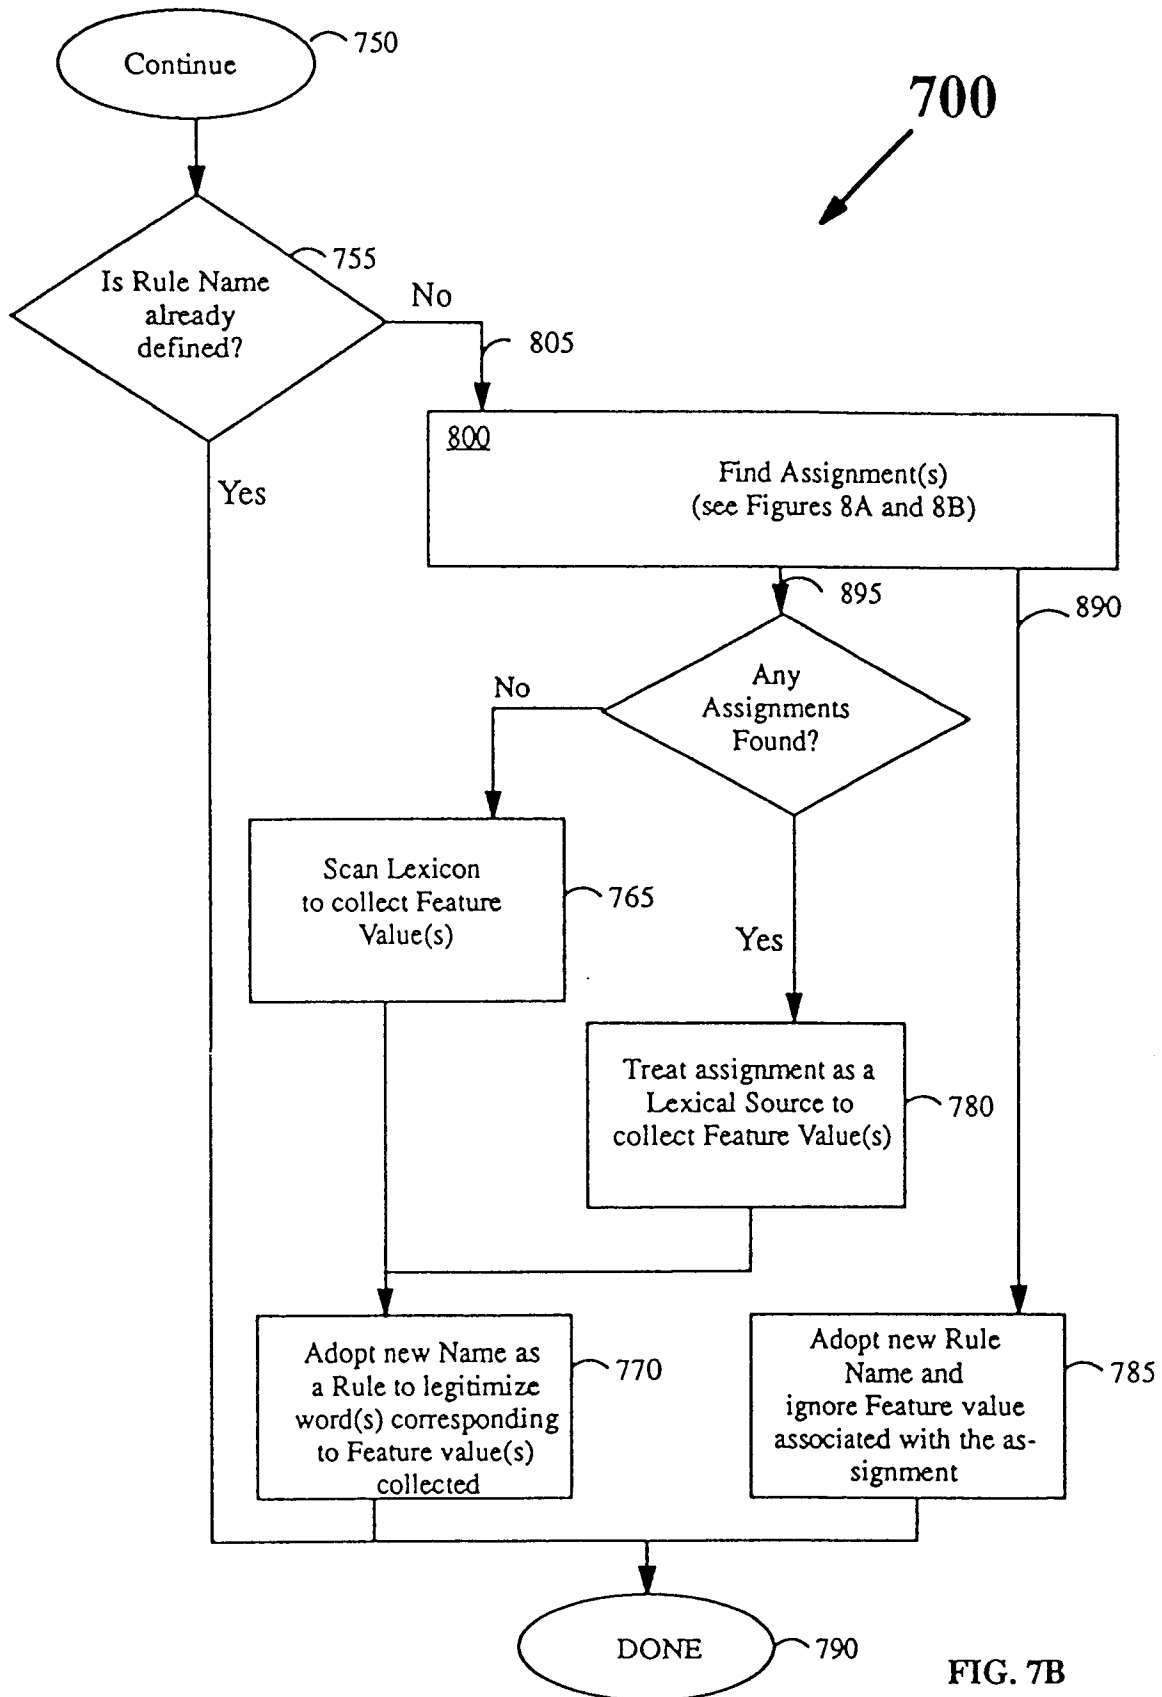 Continue
750
700
Is Rule Name
already
defined?
755
No
805
Yes
800
Find Assignment(s)
(see Figures 8A and 8B)
895
890
Any
Assignments
Found?
No
Scan Lexicon
to collect Feature
Value(s)
765
Yes
Treat assignment as a
Lexical Source to
collect Feature Value(s)
780
Adopt new Name as
a Rule to legitimize
word(s) corresponding
to Feature value(s)
collected
770
Adopt new Rule
Name and
ignore Feature value
associated with the as-
signment
785
DONE
790
FIG. 7B